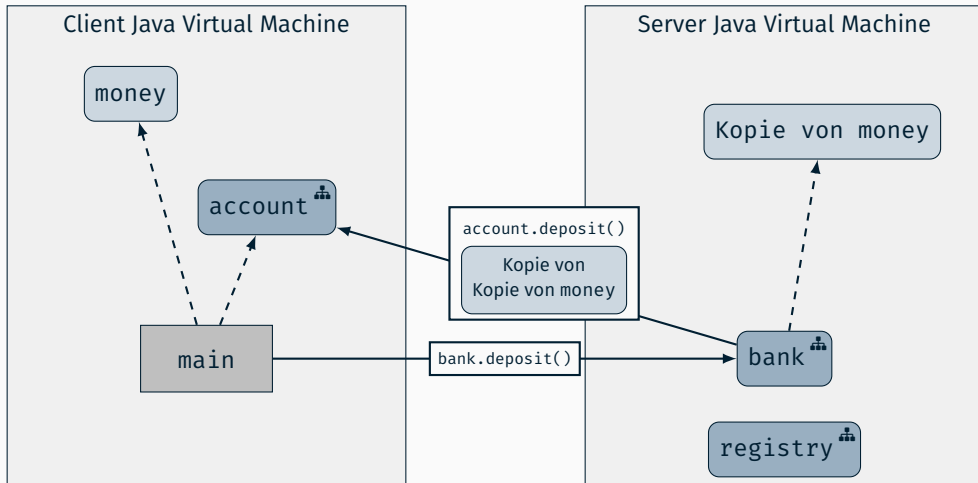 Client Java Virtual Machine
Server Java Virtual Machine
money
Kopie von money
account
account.deposit()
Kopie von
Kopie von money
main
bank.deposit()
bank
registry